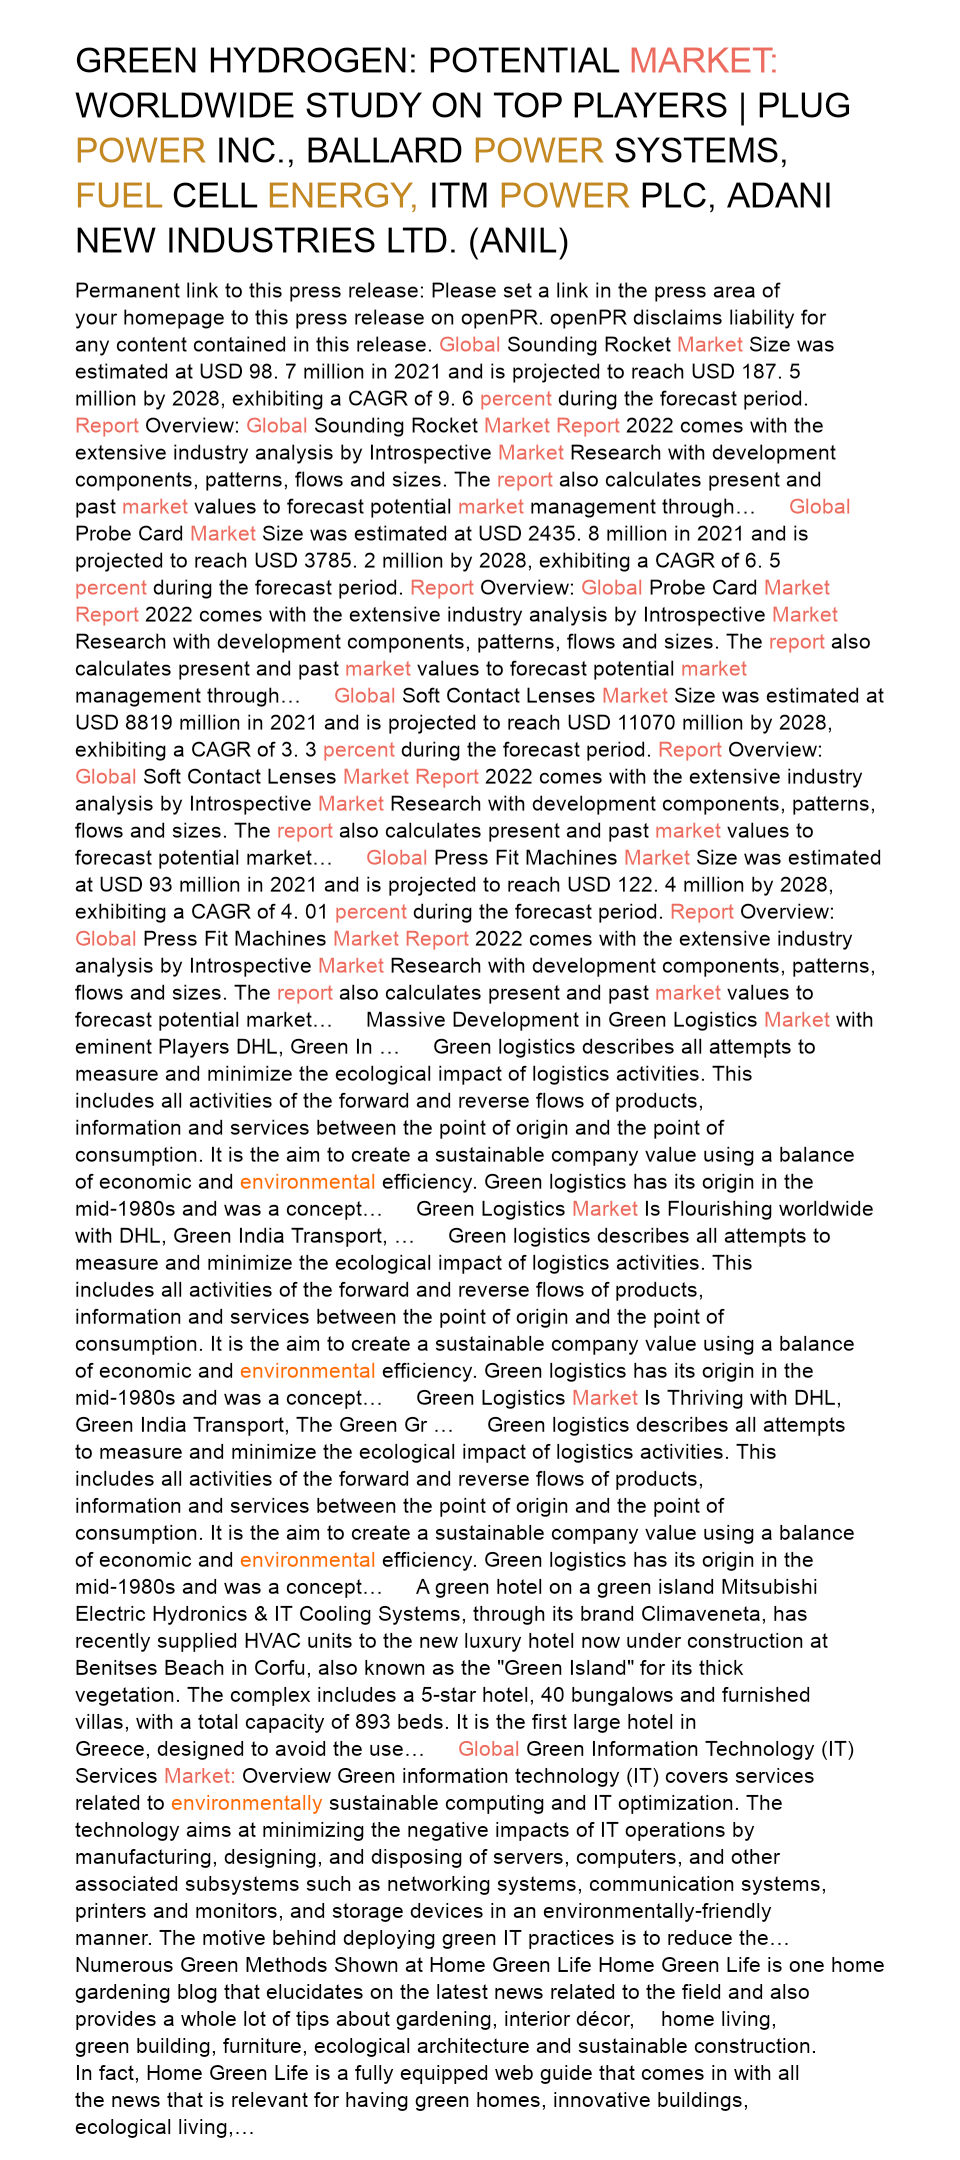 GREEN HYDROGEN: POTENTIAL MARKET:
WORLDWIDE STUDY ON TOP PLAYERS | PLUG
POWER INC., BALLARD POWER SYSTEMS,
FUEL CELL ENERGY, ITM POWER PLC, ADANI
NEW INDUSTRIES LTD. (ANIL)
Permanent link to this press release: Please set a link in the press area of
your homepage to this press release on openPR. openPR disclaims liability for
any content contained in this release. Global Sounding Rocket Market Size was
estimated at USD 98. 7 million in 2021 and is projected to reach USD 187. 5
million by 2028, exhibiting a CAGR of 9. 6 percent during the forecast period.
Report Overview: Global Sounding Rocket Market Report 2022 comes with the
extensive industry analysis by Introspective Market Research with development
components, patterns, flows and sizes. The report also calculates present and
past market values to forecast potential market management through… Global
Probe Card Market Size was estimated at USD 2435. 8 million in 2021 and is
projected to reach USD 3785. 2 million by 2028, exhibiting a CAGR of 6. 5
percent during the forecast period. Report Overview: Global Probe Card Market
Report 2022 comes with the extensive industry analysis by Introspective Market
Research with development components, patterns, flows and sizes. The report also
calculates present and past market values to forecast potential market
management through… Global Soft Contact Lenses Market Size was estimated at
USD 8819 million in 2021 and is projected to reach USD 11070 million by 2028,
exhibiting a CAGR of 3. 3 percent during the forecast period. Report Overview:
Global Soft Contact Lenses Market Report 2022 comes with the extensive industry
analysis by Introspective Market Research with development components, patterns,
flows and sizes. The report also calculates present and past market values to
forecast potential market… Global Press Fit Machines Market Size was estimated
at USD 93 million in 2021 and is projected to reach USD 122. 4 million by 2028,
exhibiting a CAGR of 4. 01 percent during the forecast period. Report Overview:
Global Press Fit Machines Market Report 2022 comes with the extensive industry
analysis by Introspective Market Research with development components, patterns,
flows and sizes. The report also calculates present and past market values to
forecast potential market… Massive Development in Green Logistics Market with
eminent Players DHL, Green In … Green logistics describes all attempts to
measure and minimize the ecological impact of logistics activities. This
includes all activities of the forward and reverse flows of products,
information and services between the point of origin and the point of
consumption. It is the aim to create a sustainable company value using a balance
of economic and environmental efficiency. Green logistics has its origin in the
mid-1980s and was a concept… Green Logistics Market Is Flourishing worldwide
with DHL, Green India Transport, … Green logistics describes all attempts to
measure and minimize the ecological impact of logistics activities. This
includes all activities of the forward and reverse flows of products,
information and services between the point of origin and the point of
consumption. It is the aim to create a sustainable company value using a balance
of economic and environmental efficiency. Green logistics has its origin in the
mid-1980s and was a concept… Green Logistics Market Is Thriving with DHL,
Green India Transport, The Green Gr … Green logistics describes all attempts
to measure and minimize the ecological impact of logistics activities. This
includes all activities of the forward and reverse flows of products,
information and services between the point of origin and the point of
consumption. It is the aim to create a sustainable company value using a balance
of economic and environmental efficiency. Green logistics has its origin in the
mid-1980s and was a concept… A green hotel on a green island Mitsubishi
Electric Hydronics & IT Cooling Systems, through its brand Climaveneta, has
recently supplied HVAC units to the new luxury hotel now under construction at
Benitses Beach in Corfu, also known as the "Green Island" for its thick
vegetation. The complex includes a 5-star hotel, 40 bungalows and furnished
villas, with a total capacity of 893 beds. It is the first large hotel in
Greece, designed to avoid the use… Global Green Information Technology (IT)
Services Market: Overview Green information technology (IT) covers services
related to environmentally sustainable computing and IT optimization. The
technology aims at minimizing the negative impacts of IT operations by
manufacturing, designing, and disposing of servers, computers, and other
associated subsystems such as networking systems, communication systems,
printers and monitors, and storage devices in an environmentally-friendly
manner. The motive behind deploying green IT practices is to reduce the…
Numerous Green Methods Shown at Home Green Life Home Green Life is one home
gardening blog that elucidates on the latest news related to the field and also
provides a whole lot of tips about gardening, interior décor, home living,
green building, furniture, ecological architecture and sustainable construction.
In fact, Home Green Life is a fully equipped web guide that comes in with all
the news that is relevant for having green homes, innovative buildings,
ecological living,…